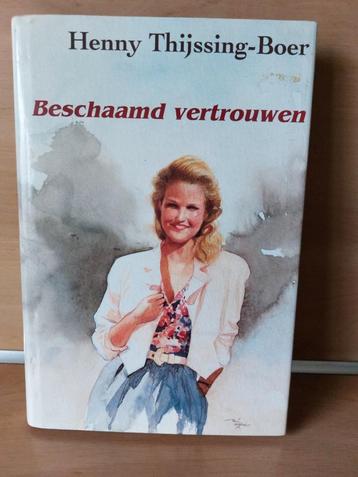 Henny Thijssing-Boer
Beschaamd vertrouwen